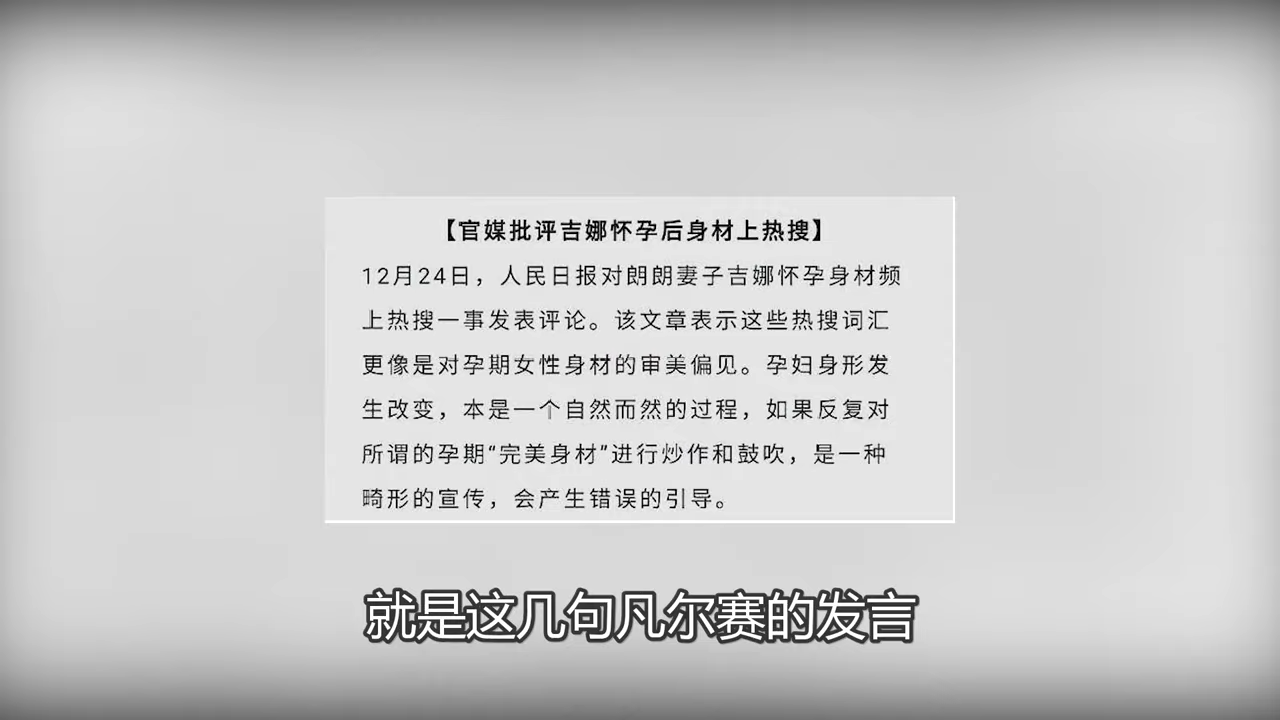 【官媒批评吉娜怀孕后身材上热搜】
12月24日，人民日报对朗朗妻子吉娜怀孕身材频
上热搜一事发表评论。该文章表示这些热搜词汇
更像是对孕期女性身材的审美偏见。孕妇身形发
生改变，本是一个自然而然的过程，如果反复对
所谓的孕期“完美身材”进行炒作和鼓吹，是一种
畸形的宣传，会产生错误的引导。
就是这几句凡尔赛的发言